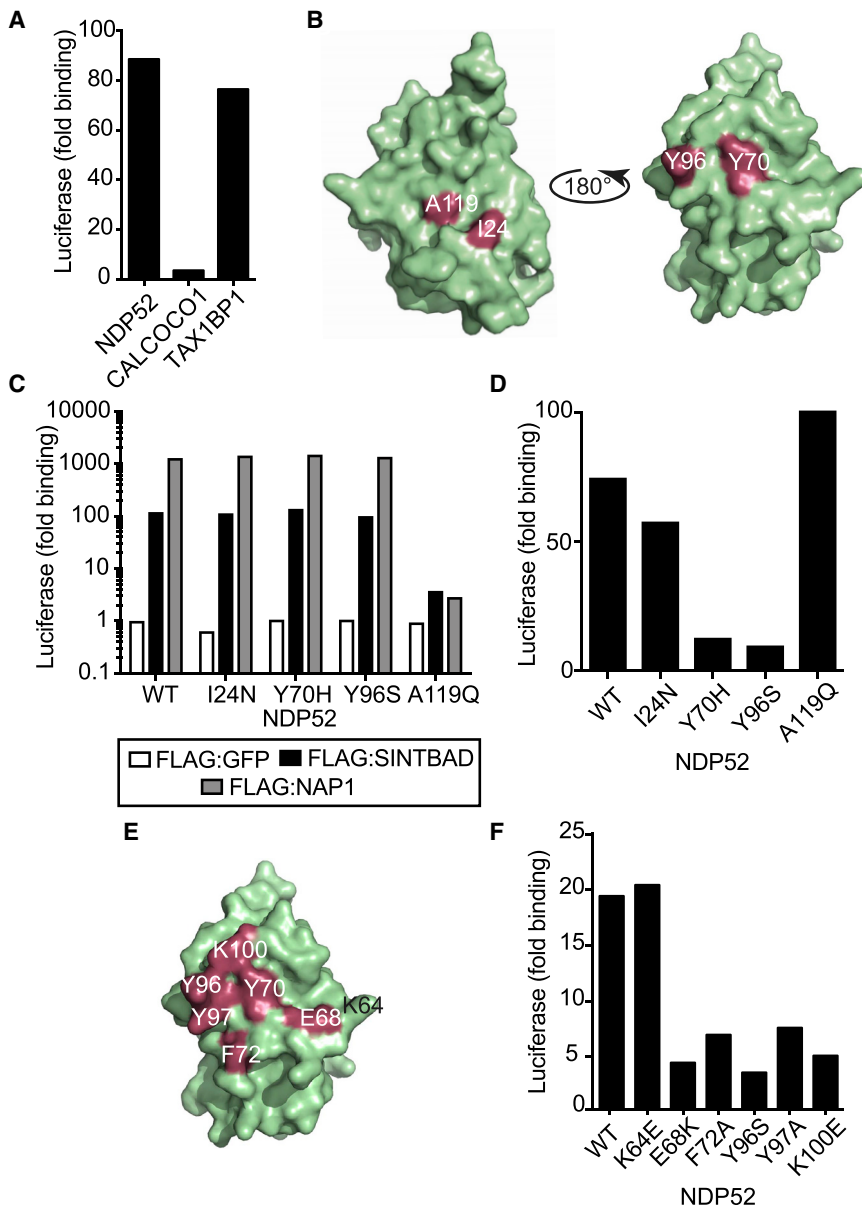 A
Luciferase (fold binding)
100
80
60
40
20
0
NDP52
CALCOCO1
TAX1BP1
B
A119
I24
180°
Y96
Y70
C
Luciferase (fold binding)
10000
1000
100
10
1
0.1
WT
I24N
Y70H
Y96S
A119Q
NDP52
FLAG:GFP
FLAG:SINTBAD
FLAG:NAP1
D
Luciferase (fold binding)
100
50
0
WT
I24N
Y70H
Y96S
A119Q
NDP52
E
K100
Y96
Y70
K64
Y97
E68
F72
F
Luciferase (fold binding)
25
20
15
10
5
0
WT
K64E
E68K
F72A
Y96S
Y97A
K100E
NDP52